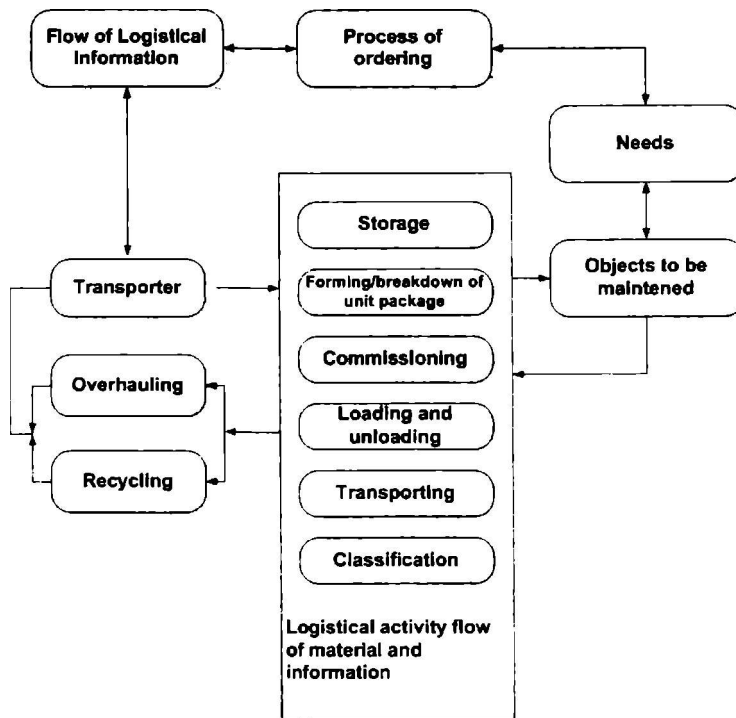 Flow of Logistical
Information
Process of
ordering
Needs
Storage
Forming/breakdown of
unit package
Commissioning
Loading and
unloading
Transporting
Classification
Logistical activity flow
of material and
information
Transporter
Overhauling
Recycling
Objects to be
maintened